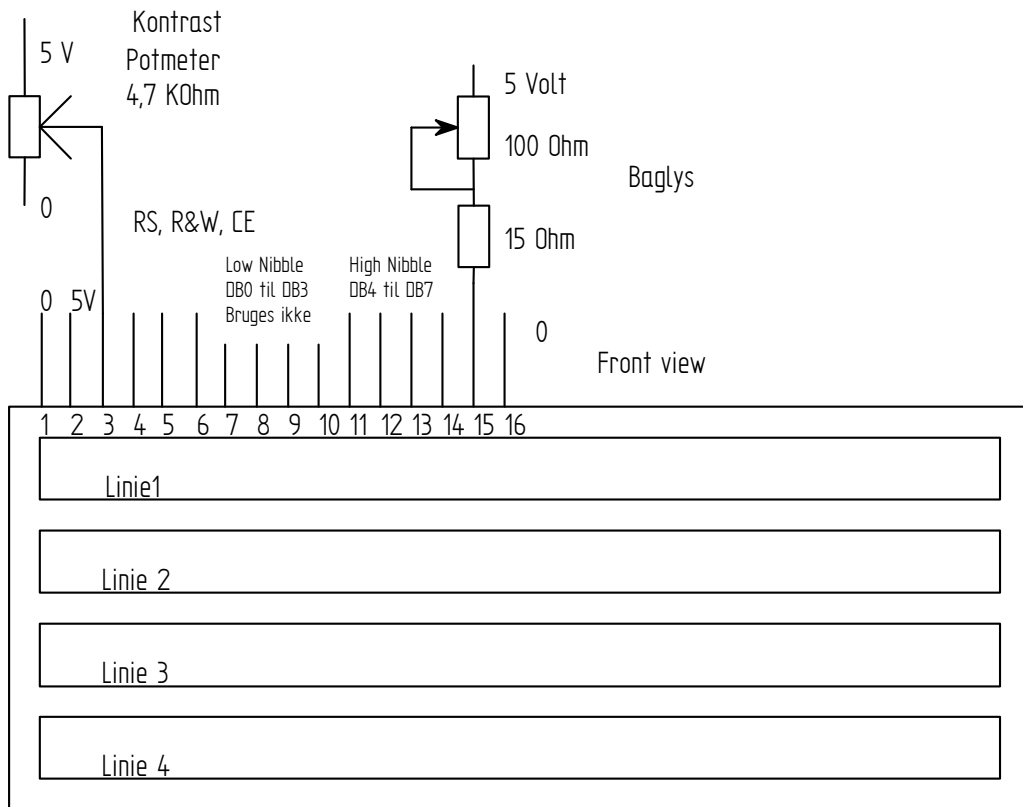 Kontrast
Potmeter
4,7 KOhm
5 V
0
5 Volt
100 Ohm
Baglys
15 Ohm
RS, R&W, CE
Low Nibble
DB0 til DB3
Bruges ikke
High Nibble
DB4 til DB7
0 5V
0
Front view
1 2 3 4 5 6 7 8 9 10 11 12 13 14 15 16
Linie1
Linie 2
Linie 3
Linie 4